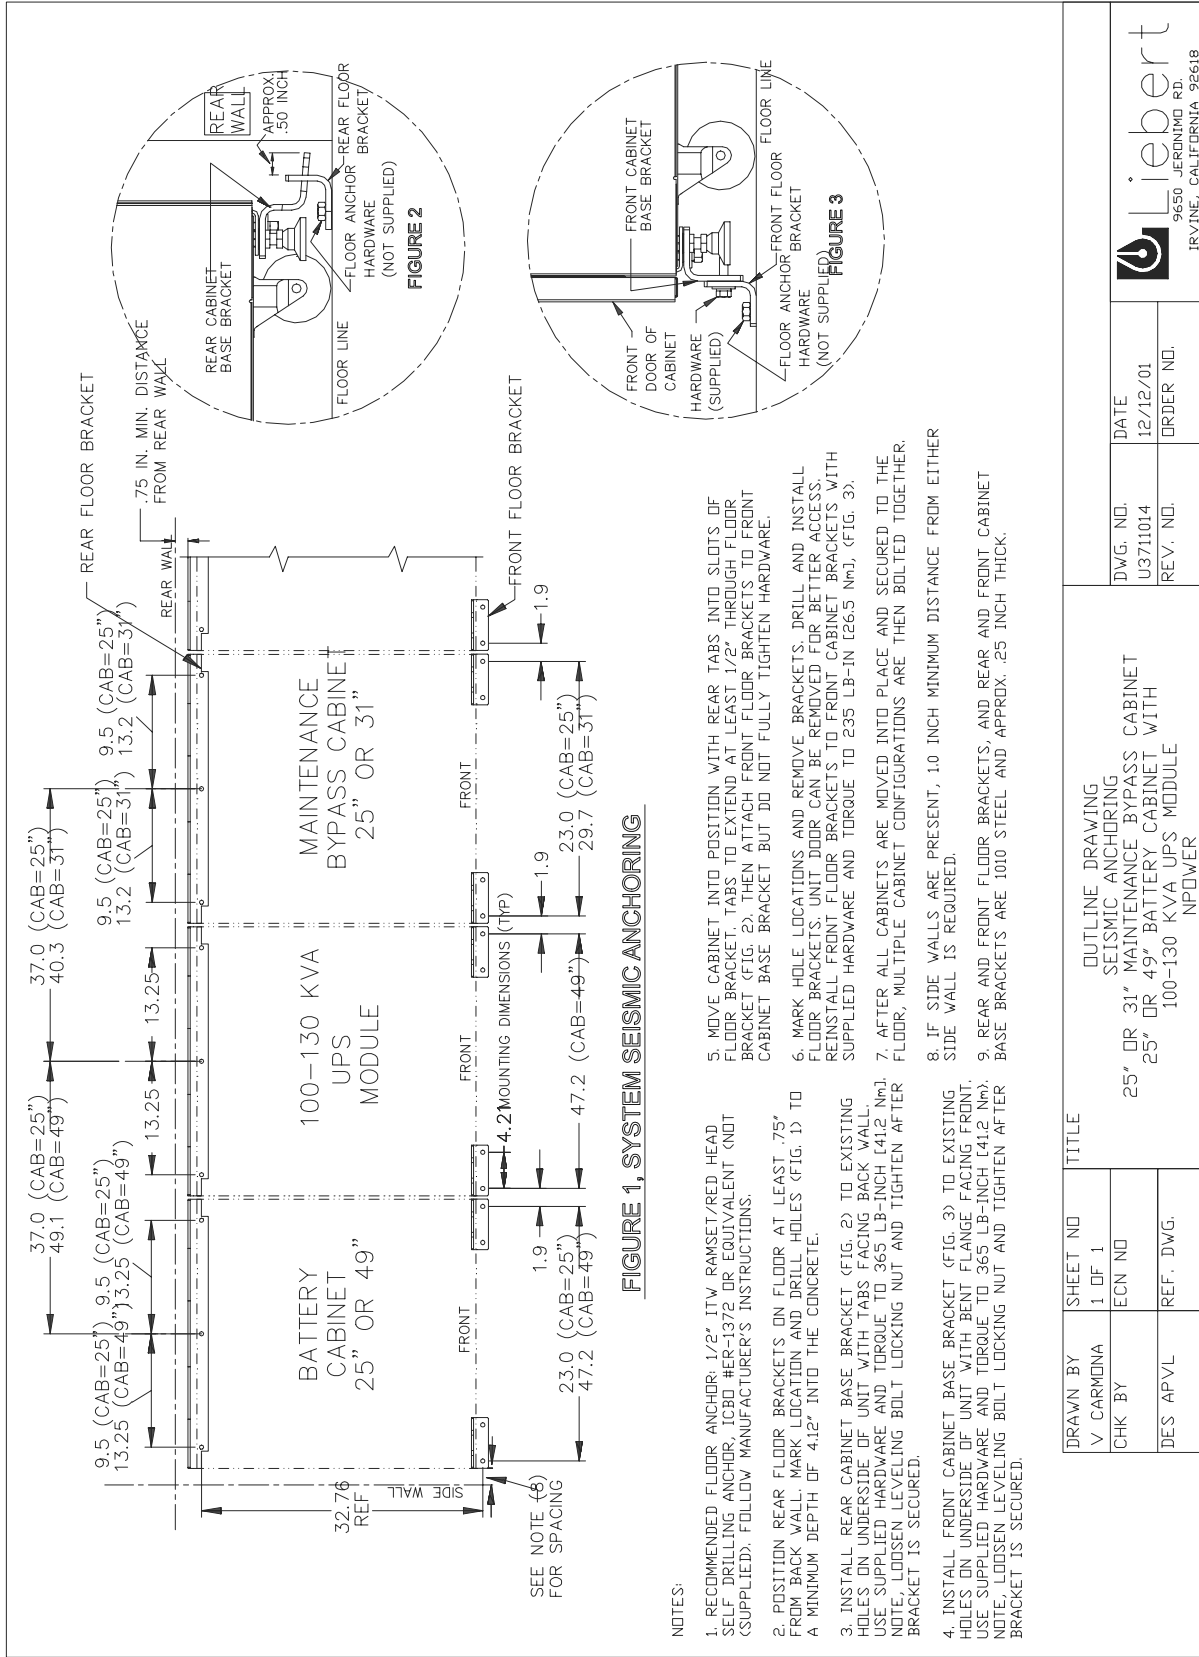 37.0 (CAB=25")
49.1 (CAB=49")
37.0 (CAB=25")
40.3 (CAB=31")
9.5 (CAB=25")
13.25 (CAB=49")
9.5 (CAB=25")
13.25 (CAB=49")
13.25
13.25
9.5 (CAB=25")
13.2 (CAB=31")
9.5 (CAB=25")
13.2 (CAB=31")
REAR FLOOR BRACKET
.75 IN. MIN. DISTANCE
FROM REAR WALL
REAR WALL
32.76
REF
SIDE WALL
BATTERY
CABINET
25" OR 49"
100-130 KVA
UPS
MODULE
MAINTENANCE
BYPASS CABINET
25" OR 31"
FRONT
FRONT
FRONT
FRONT FLOOR BRACKET
SEE NOTE (8)
FOR SPACING
4.21
MOUNTING DIMENSIONS (TYP)
1.9
1.9
1.9
23.0 (CAB=25")
47.2 (CAB=49")
47.2 (CAB=49")
23.0 (CAB=25")
29.7 (CAB=31")
FIGURE 1, SYSTEM SEISMIC ANCHORING
REAR
WALL
APPROX.
.50 INCH
REAR CABINET
BASE BRACKET
REAR FLOOR
BRACKET
FLOOR LINE
FLOOR ANCHOR
HARDWARE
(NOT SUPPLIED)
FIGURE 2
FRONT
DOOR OF
CABINET
FRONT CABINET
BASE BRACKET
HARDWARE
(SUPPLIED)
FLOOR LINE
FRONT FLOOR
BRACKET
FLOOR ANCHOR
HARDWARE
(NOT SUPPLIED)
FIGURE 3
NOTES:
1. RECOMMENDED FLOOR ANCHOR: 1/2" ITW RAMSET/RED HEAD
SELF DRILLING ANCHOR, ICBO #ER-1372 OR EQUIVALENT (NOT
(SUPPLIED). FOLLOW MANUFACTURER'S INSTRUCTIONS.
2. POSITION REAR FLOOR BRACKETS ON FLOOR AT LEAST .75"
FROM BACK WALL. MARK LOCATION AND DRILL HOLES (FIG. 1) TO
A MINIMUM DEPTH OF 4.12" INTO THE CONCRETE.
3. INSTALL REAR CABINET BASE BRACKET (FIG. 2) TO EXISTING
HOLES ON UNDERSIDE OF UNIT WITH TABS FACING BACK WALL.
USE SUPPLIED HARDWARE AND TORQUE TO 365 LB-INCH [41.2 Nm].
NOTE, LOOSEN LEVELING BOLT LOCKING NUT AND TIGHTEN AFTER
BRACKET IS SECURED.
4. INSTALL FRONT CABINET BASE BRACKET (FIG. 3) TO EXISTING
HOLES ON UNDERSIDE OF UNIT WITH BENT FLANGE FACING FRONT.
USE SUPPLIED HARDWARE AND TORQUE TO 365 LB-INCH [41.2 Nm).
NOTE, LOOSEN LEVELING BOLT LOCKING NUT AND TIGHTEN AFTER
BRACKET IS SECURED.
5. MOVE CABINET INTO POSITION WITH REAR TABS INTO SLOTS OF
FLOOR BRACKET. TABS TO EXTEND AT LEAST 1/2" THROUGH FLOOR
BRACKET (FIG. 2), THEN ATTACH FRONT FLOOR BRACKETS TO FRONT
CABINET BASE BRACKET BUT DO NOT FULLY TIGHTEN HARDWARE.
6. MARK HOLE LOCATIONS AND REMOVE BRACKETS. DRILL AND INSTALL
FLOOR BRACKETS. UNIT DOOR CAN BE REMOVED FOR BETTER ACCESS.
REINSTALL FRONT FLOOR BRACKETS TO FRONT CABINET BRACKETS WITH
SUPPLIED HARDWARE AND TORQUE TO 235 LB-IN [26.5 Nm], (FIG. 3).
7. AFTER ALL CABINETS ARE MOVED INTO PLACE AND SECURED TO THE
FLOOR, MULTIPLE CABINET CONFIGURATIONS ARE THEN BOLTED TOGETHER.
8. IF SIDE WALLS ARE PRESENT, 1.0 INCH MINIMUM DISTANCE FROM EITHER
SIDE WALL IS REQUIRED.
9. REAR AND FRONT FLOOR BRACKETS, AND REAR AND FRONT CABINET
BASE BRACKETS ARE 1010 STEEL AND APPROX. .25 INCH THICK.
DRAWN BY
V CARMONA
CHK BY
DES APVL
SHEET NO
1 OF 1
ECN NO
REF. DWG.
TITLE
OUTLINE DRAWING
SEISMIC ANCHORING
25" OR 31" MAINTENANCE BYPASS CABINET
25" OR 49" BATTERY CABINET WITH
100-130 KVA UPS MODULE
NPOWER
DWG. NO.
U3711014
REV. NO.
DATE
12/12/01
ORDER NO.
Liebert
9650 JERONIMO RD.
IRVINE, CALIFORNIA 92618